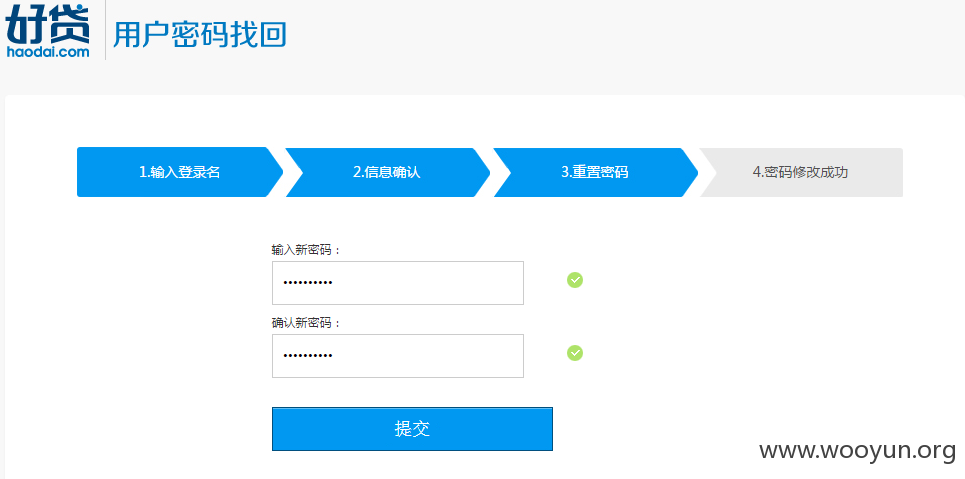 好贷
haodai.com
用户密码找回
1.输入登录名
2.信息确认
3.重置密码
4.密码修改成功
输入新密码：
••••••••••
确认新密码：
••••••••••
提交
www.wooyun.org